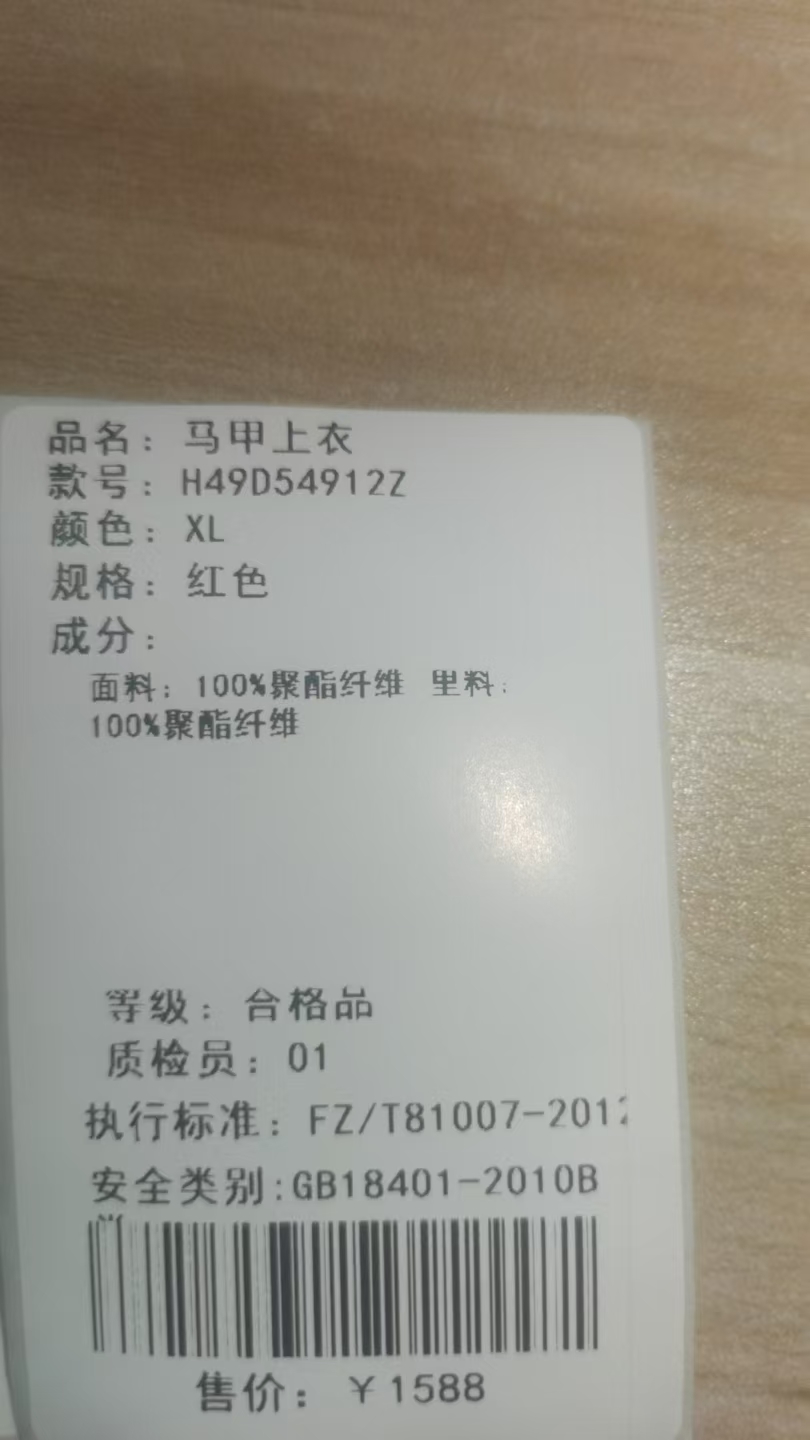 品名：马甲上衣
款号：H49D54912Z
颜色：XL
规格：红色
成分：
面料：100%聚酯纤维 里料：
100%聚酯纤维
等级：合格品
质检员：01
执行标准：FZ/T81007-2012
安全类别:GB18401-2010B
售价：￥1588